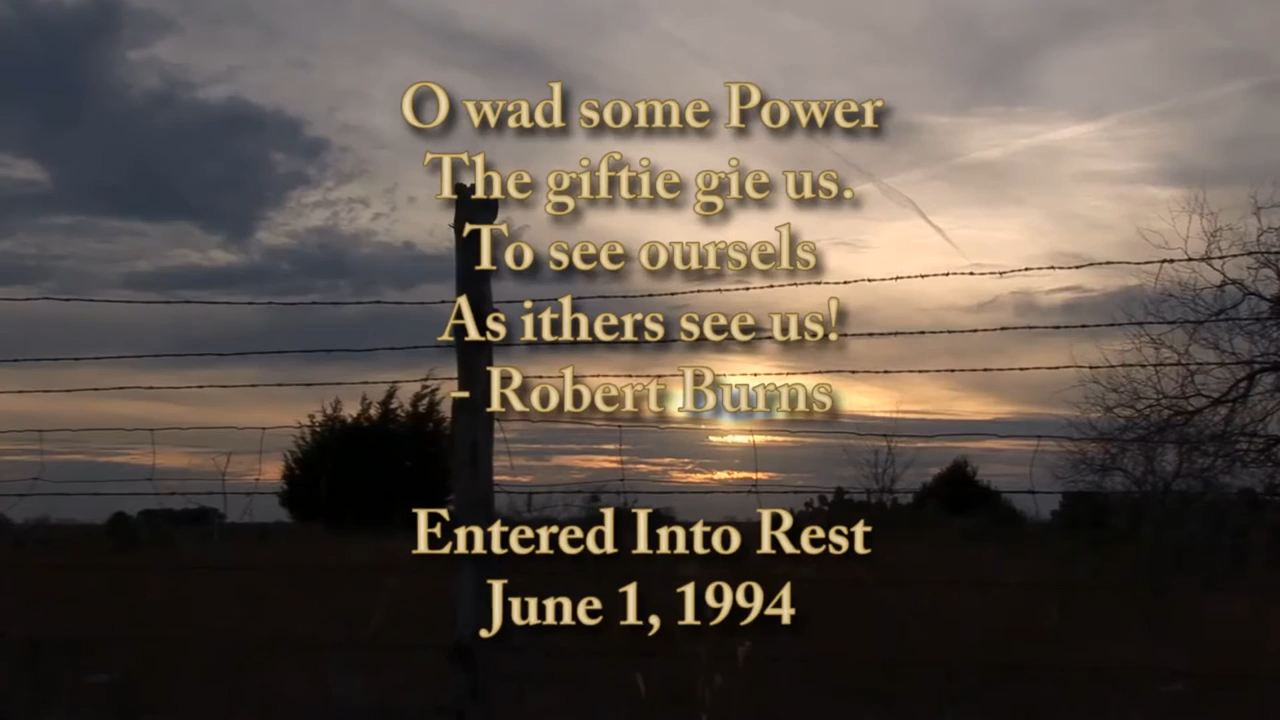 O wad some Power
The giftie gie us.
To see oursels
As ithers see us!
- Robert Burns
Entered Into Rest
June 1, 1994